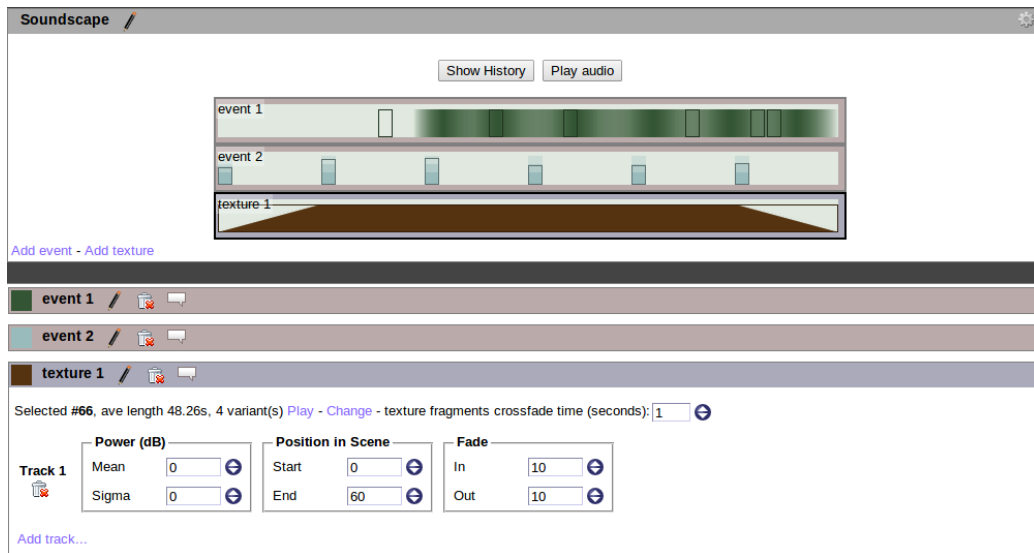 Soundscape
Show History Play audio
event 1
event 2
texture 1
Add event - Add texture
event 1
event 2
texture 1
Selected #66, ave length 48.26s, 4 variant(s) Play - Change - texture fragments crossfade time (seconds): 1
Power (dB) Position in Scene Fade
Track 1 Mean 0 Start 0 In 10
Sigma 0 End 60 Out 10
Add track...